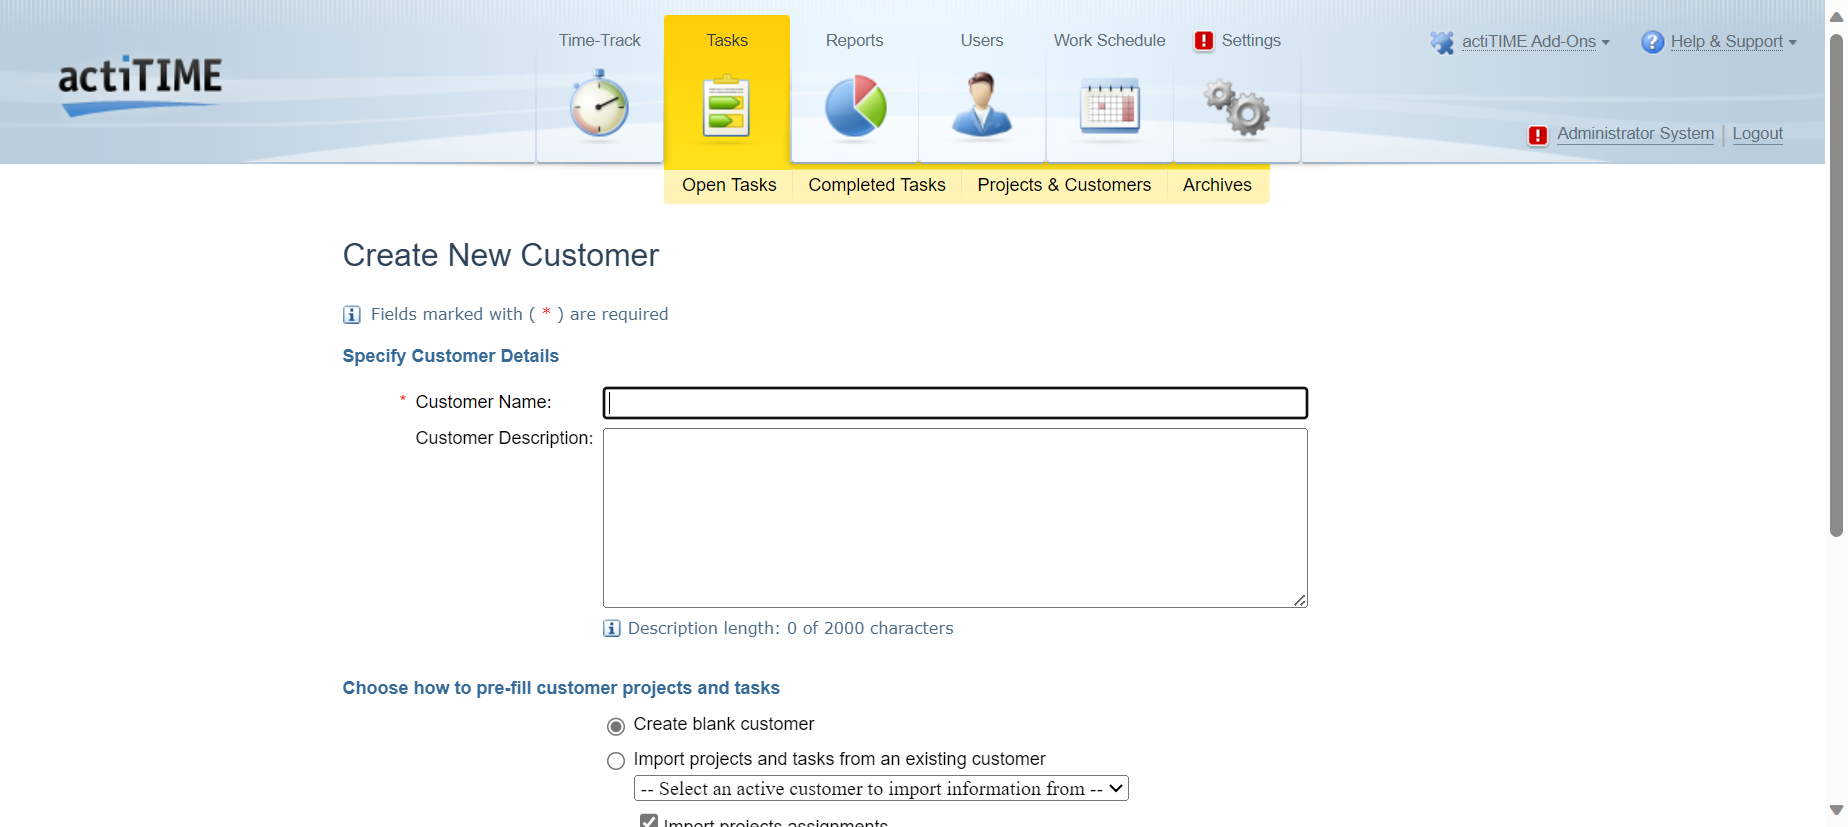 actiTIME
Time-Track
Tasks
Reports
Users
Work Schedule
Settings
actiTIME Add-Ons
Help & Support
Administrator System | Logout
Open Tasks
Completed Tasks
Projects & Customers
Archives
Create New Customer
Fields marked with ( * ) are required
Specify Customer Details
* Customer Name:
Customer Description:
Description length: 0 of 2000 characters
Choose how to pre-fill customer projects and tasks
Create blank customer
Import projects and tasks from an existing customer
-- Select an active customer to import information from --
Import projects assignments